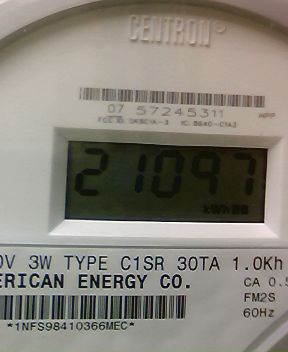 CENTRON
07 57245311
21097
kWh
0V 3W TYPE C1SR 30TA 1.0Kh
ERICAN ENERGY CO. CA 0.5
FM2S
*1NFS98410366MEC* 60Hz